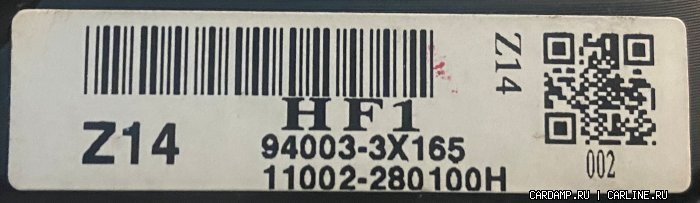 HF1
Z14
94003-3X165
11002-280100H
Z14
002
CARDAMP.RU | CARLINE.RU